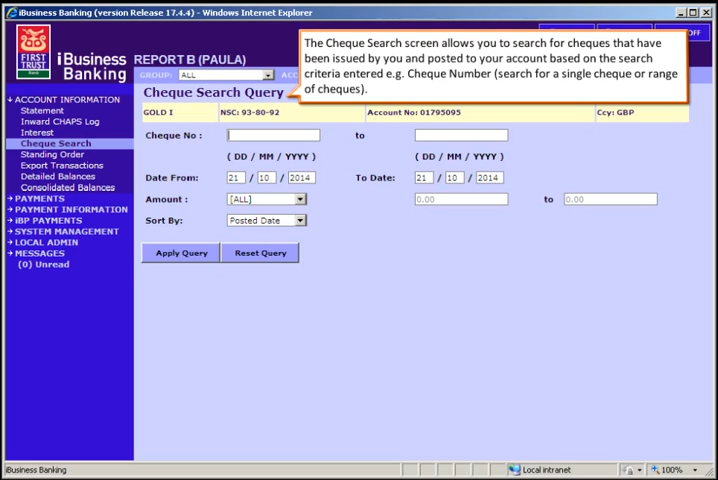 iBusiness Banking (version Release 17.4.4) - Windows Internet Explorer
FIRST
TRUST
Bank
iBusiness
Banking
REPORT B (PAULA)
OFF
GROUP: ALL
The Cheque Search screen allows you to search for cheques that have
been issued by you and posted to your account based on the search
criteria entered e.g. Cheque Number (search for a single cheque or range
of cheques).
Cheque Search Query
GOLD I NSC: 93-80-92 Account No: 01795095 Ccy: GBP
ACCOUNT INFORMATION
Statement
Inward CHAPS Log
Interest
Cheque Search
Standing Order
Export Transactions
Detailed Balances
Consolidated Balances
PAYMENTS
PAYMENT INFORMATION
iBP PAYMENTS
SYSTEM MANAGEMENT
LOCAL ADMIN
MESSAGES
(0) Unread
Cheque No : to
( DD / MM / YYYY ) ( DD / MM / YYYY )
Date From: 21 / 10 / 2014 To Date: 21 / 10 / 2014
Amount : [ALL] 0.00 to 0.00
Sort By: Posted Date
Apply Query Reset Query
iBusiness Banking Local intranet 100%